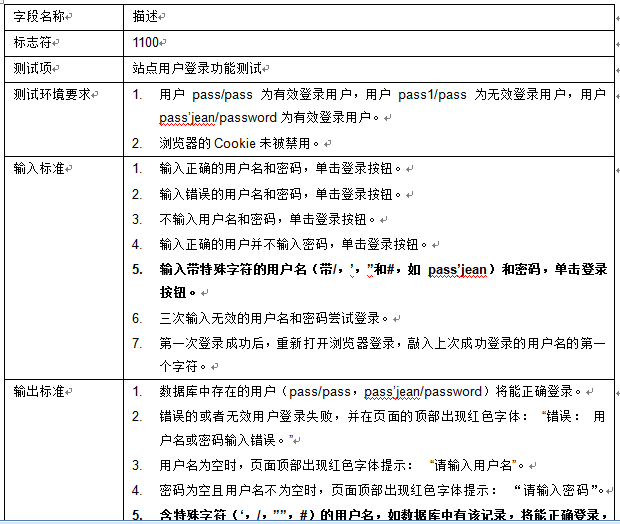 字段名称 描述
标志符 1100
测试项 站点用户登录功能测试
测试环境要求 1. 用户 pass/pass 为有效登录用户，用户 pass1/pass 为无效登录用户，用户
pass’jean/password 为有效登录用户。
2. 浏览器的 Cookie 未被禁用。
输入标准 1. 输入正确的用户名和密码，单击登录按钮。
2. 输入错误的用户名和密码，单击登录按钮。
3. 不输入用户名和密码，单击登录按钮。
4. 输入正确的用户并不输入密码，单击登录按钮。
5. 输入带特殊字符的用户名（带/，’，”和#，如 pass’jean）和密码，单击登录
按钮。
6. 三次输入无效的用户名和密码尝试登录。
7. 第一次登录成功后，重新打开浏览器登录，敲入上次成功登录的用户名的第一
个字符。
输出标准 1. 数据库中存在的用户（pass/pass，pass’jean/password）将能正确登录。
2. 错误的或者无效用户登录失败，并在页面的顶部出现红色字体：“错误：用
户名或密码输入错误。”
3. 用户名为空时，页面顶部出现红色字体提示：“请输入用户名”。
4. 密码为空且用户名不为空时，页面顶部出现红色字体提示：“请输入密码”。
5. 含特殊字符（‘，/，””，#）的用户名，如数据库中有该记录，将能正确登录，